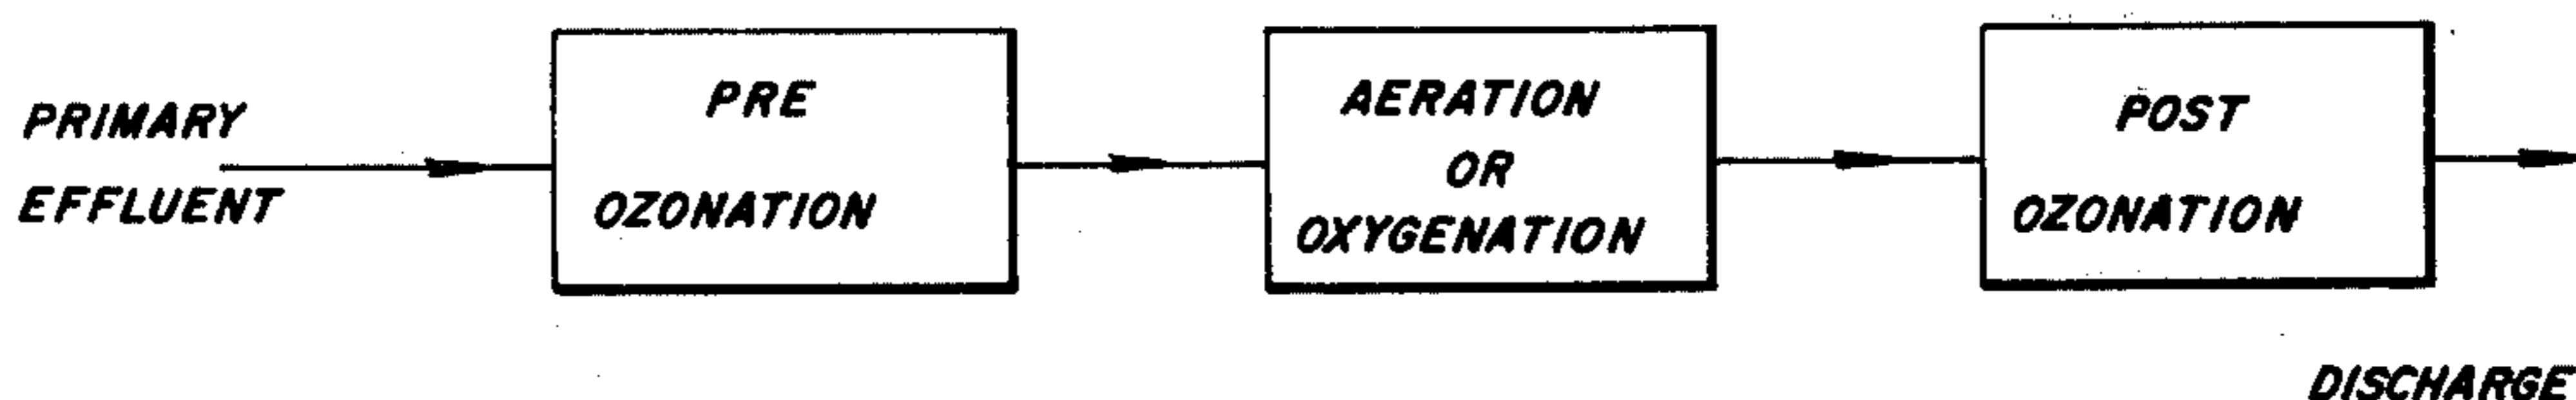 PRIMARY
EFFLUENT
PRE
OZONATION
AERATION
OR
OXYGENATION
POST
OZONATION
DISCHARGE